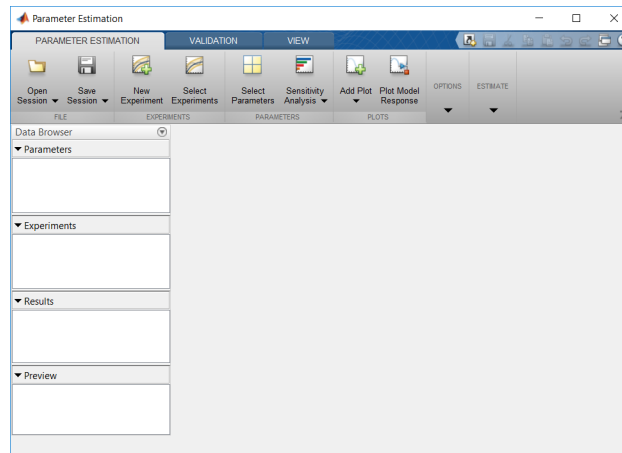 Parameter Estimation
PARAMETER ESTIMATION VALIDATION VIEW
Open Session Save Session New Experiment Select Experiments Select Parameters Sensitivity Analysis Add Plot Plot Model Response OPTIONS ESTIMATE
FILE EXPERIMENTS PARAMETERS PLOTS
Data Browser
Parameters
Experiments
Results
Preview